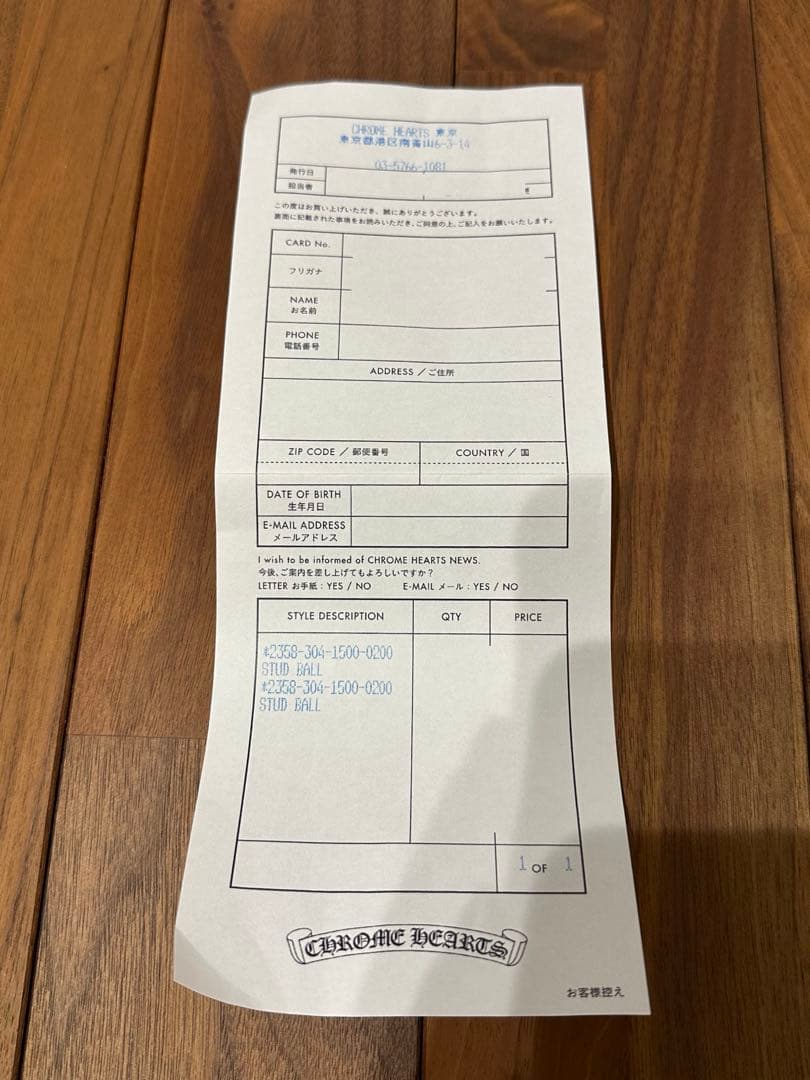 CHROME HEARTS 東京
東京都港区南青山6-3-14
03-5766-1081
発行日
担当者
この度はお買い上げいただき、誠にありがとうございます。
裏面に記載された事項をお読みいただき、ご同意の上、ご記入をお願いいたします。
CARD No.
フリガナ
NAME
お名前
PHONE
電話番号
ADDRESS / ご住所
ZIP CODE / 郵便番号 COUNTRY / 国
DATE OF BIRTH
生年月日
E-MAIL ADDRESS
メールアドレス
I wish to be informed of CHROME HEARTS NEWS.
今後、ご案内を差し上げてもよろしいですか?
LETTER お手紙 : YES / NO E-MAIL メール : YES / NO
STYLE DESCRIPTION QTY PRICE
*2358-304-1500-0200
STUD BALL
*2358-304-1500-0200
STUD BALL
1 OF 1
CHROME HEARTS
お客様控え